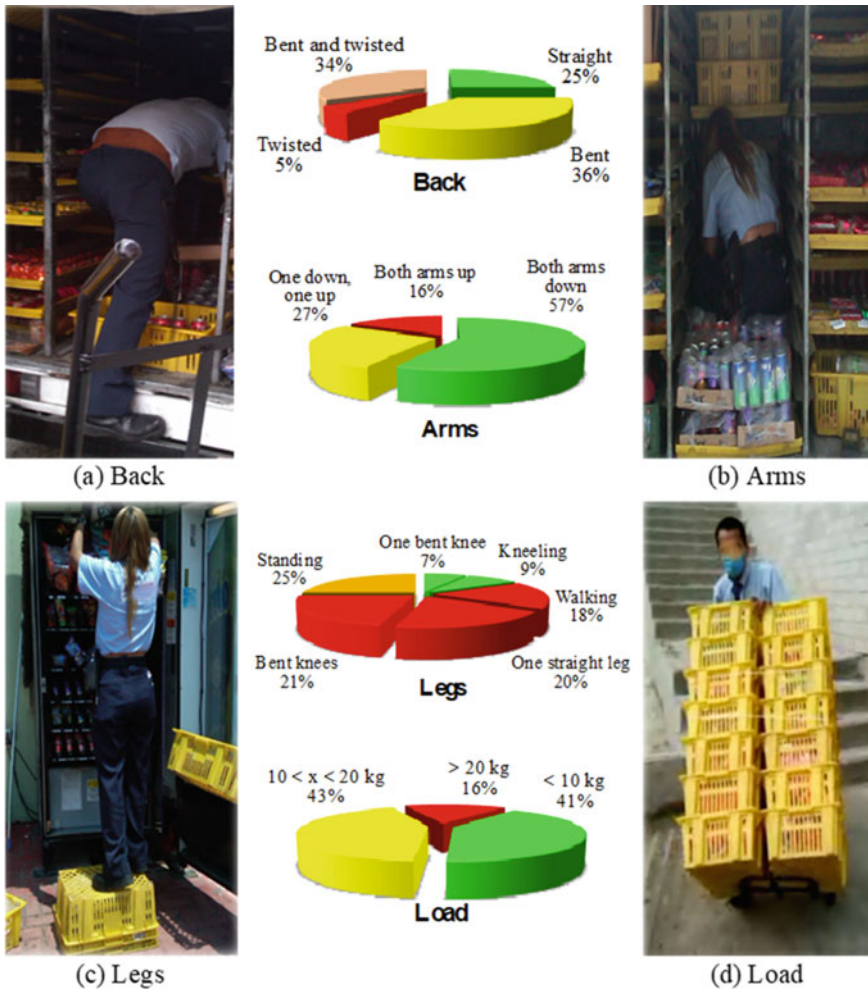 Bent and twisted
34%
Straight
25%
Twisted
5%
Bent
36%
Back
One down,
one up
27%
Both arms up
16%
Both arms
down
57%
Arms
(a) Back
(b) Arms
Standing
25%
One bent knee
7%
Kneeling
9%
Walking
18%
Bent knees
21%
One straight leg
20%
Legs
10 < x < 20 kg
43%
> 20 kg
16%
< 10 kg
41%
Load
(c) Legs
(d) Load